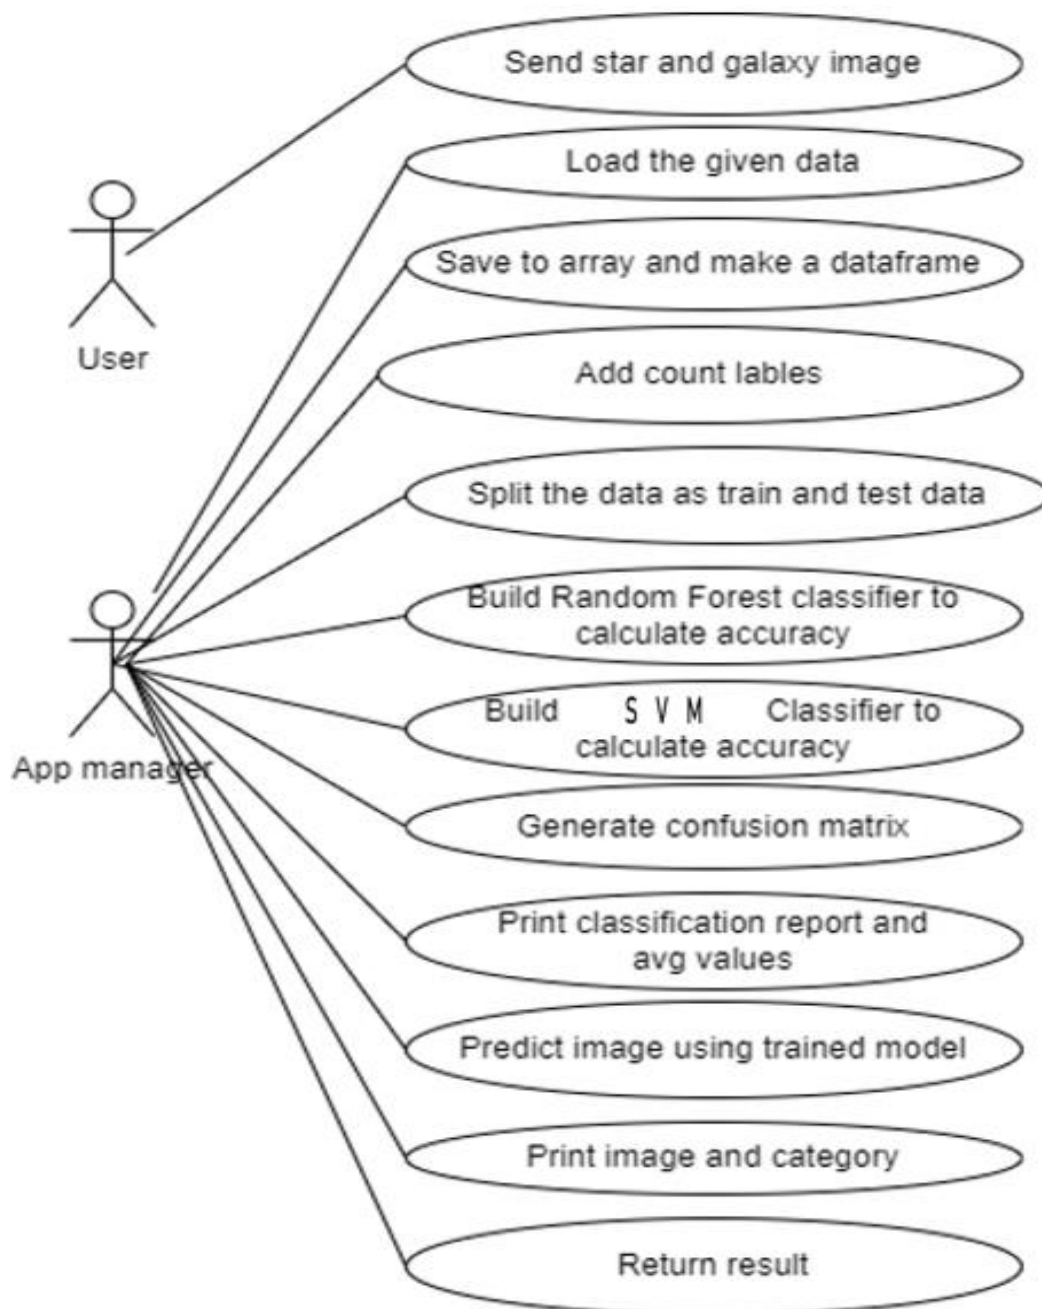 Send star and galaxy image
Load the given data
Save to array and make a dataframe
User
Add count lables
Split the data as train and test data
Build Random Forest classifier to
calculate accuracy
Build S V M Classifier to
calculate accuracy
App manager
Generate confusion matrix
Print classification report and
avg values
Predict image using trained model
Print image and category
Return result